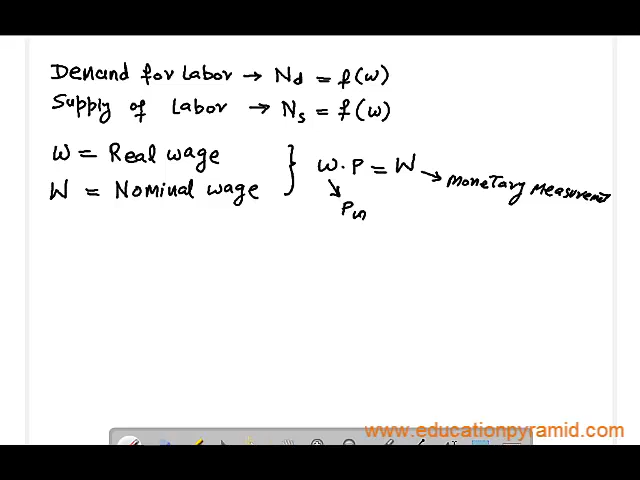 Demand for Labor → Nd = f(w)
Supply of Labor → Ns = f(w)
w = Real wage
W = Nominal wage
} w . P = W → Monetary Measurement
www.educationpyramid.com